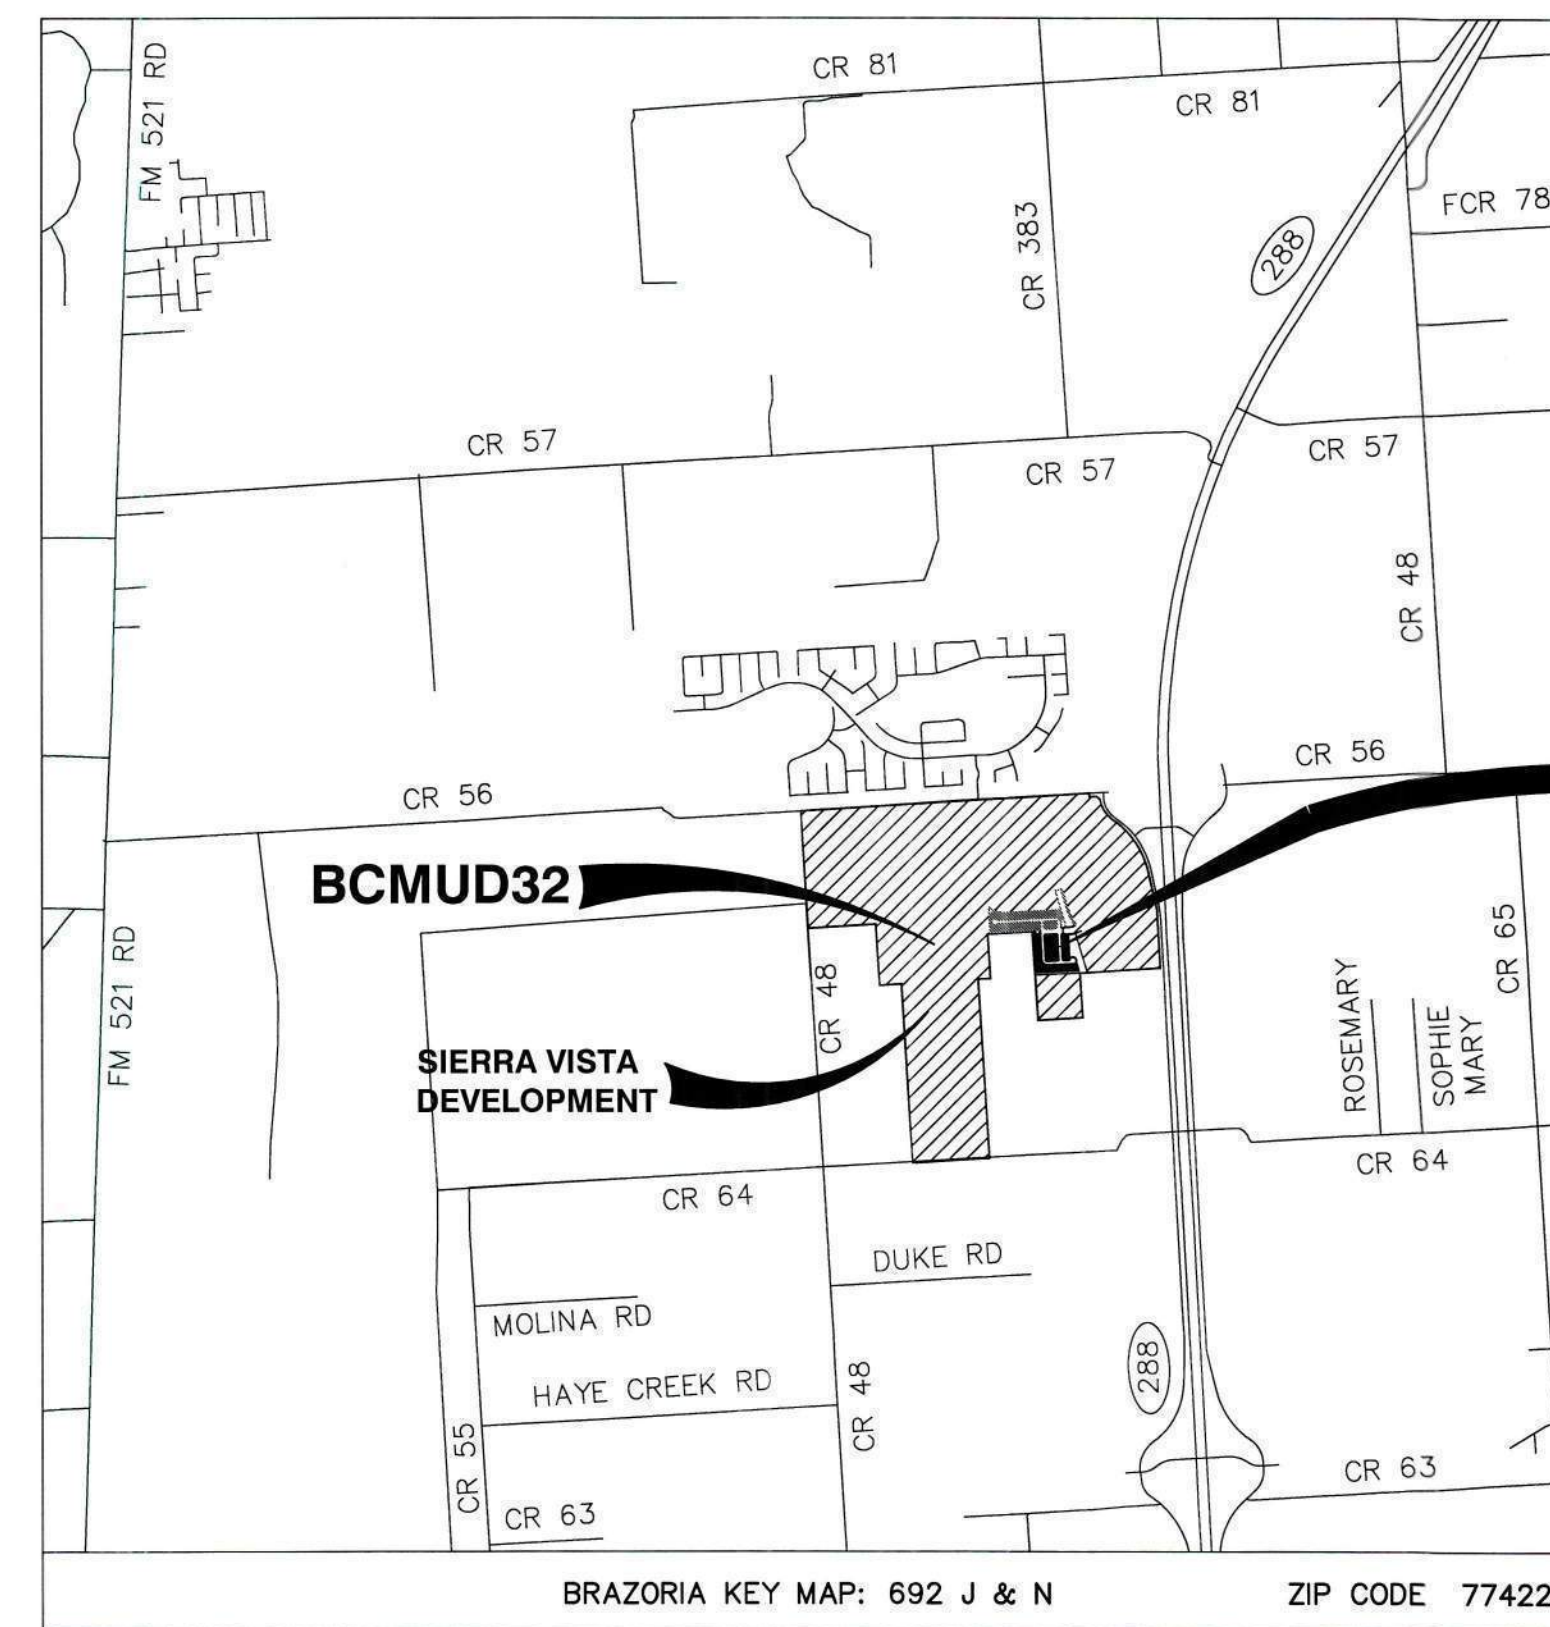 FM 521 RD
CR 81
CR 81
FCR 78
CR 383
288
CR 57
CR 57
CR 57
CR 48
CR 56
CR 56
BCMUD32
CR 65
FM 521 RD
CR 48
ROSEMARY
SOPHIE
MARY
SIERRA VISTA
DEVELOPMENT
CR 64
CR 64
DUKE RD
MOLINA RD
288
HAYE CREEK RD
CR 48
CR 55
CR 63
CR 63
BRAZORIA KEY MAP: 692 J & N
ZIP CODE 77422